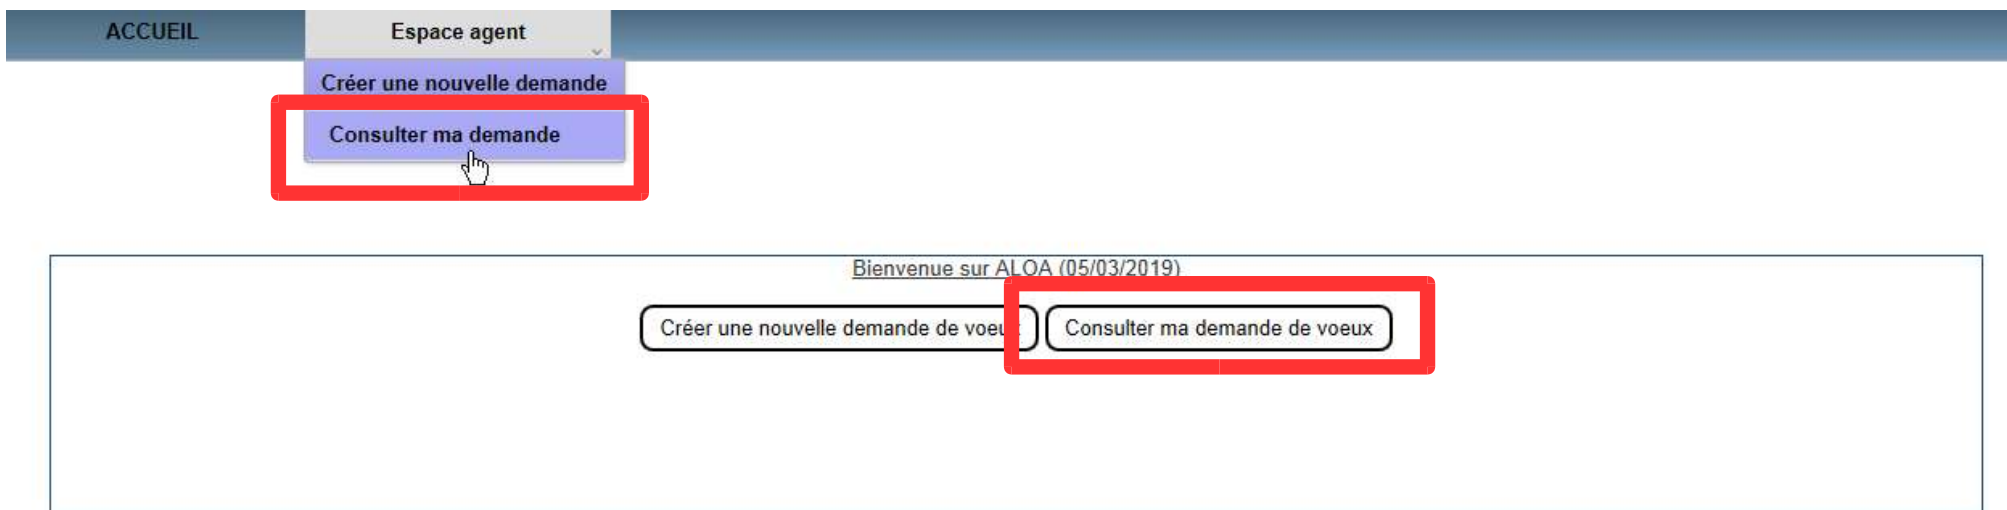 ACCUEIL Espace agent
Créer une nouvelle demande
Consulter ma demande
Bienvenue sur ALOA (05/03/2019)
Créer une nouvelle demande de voeux Consulter ma demande de voeux